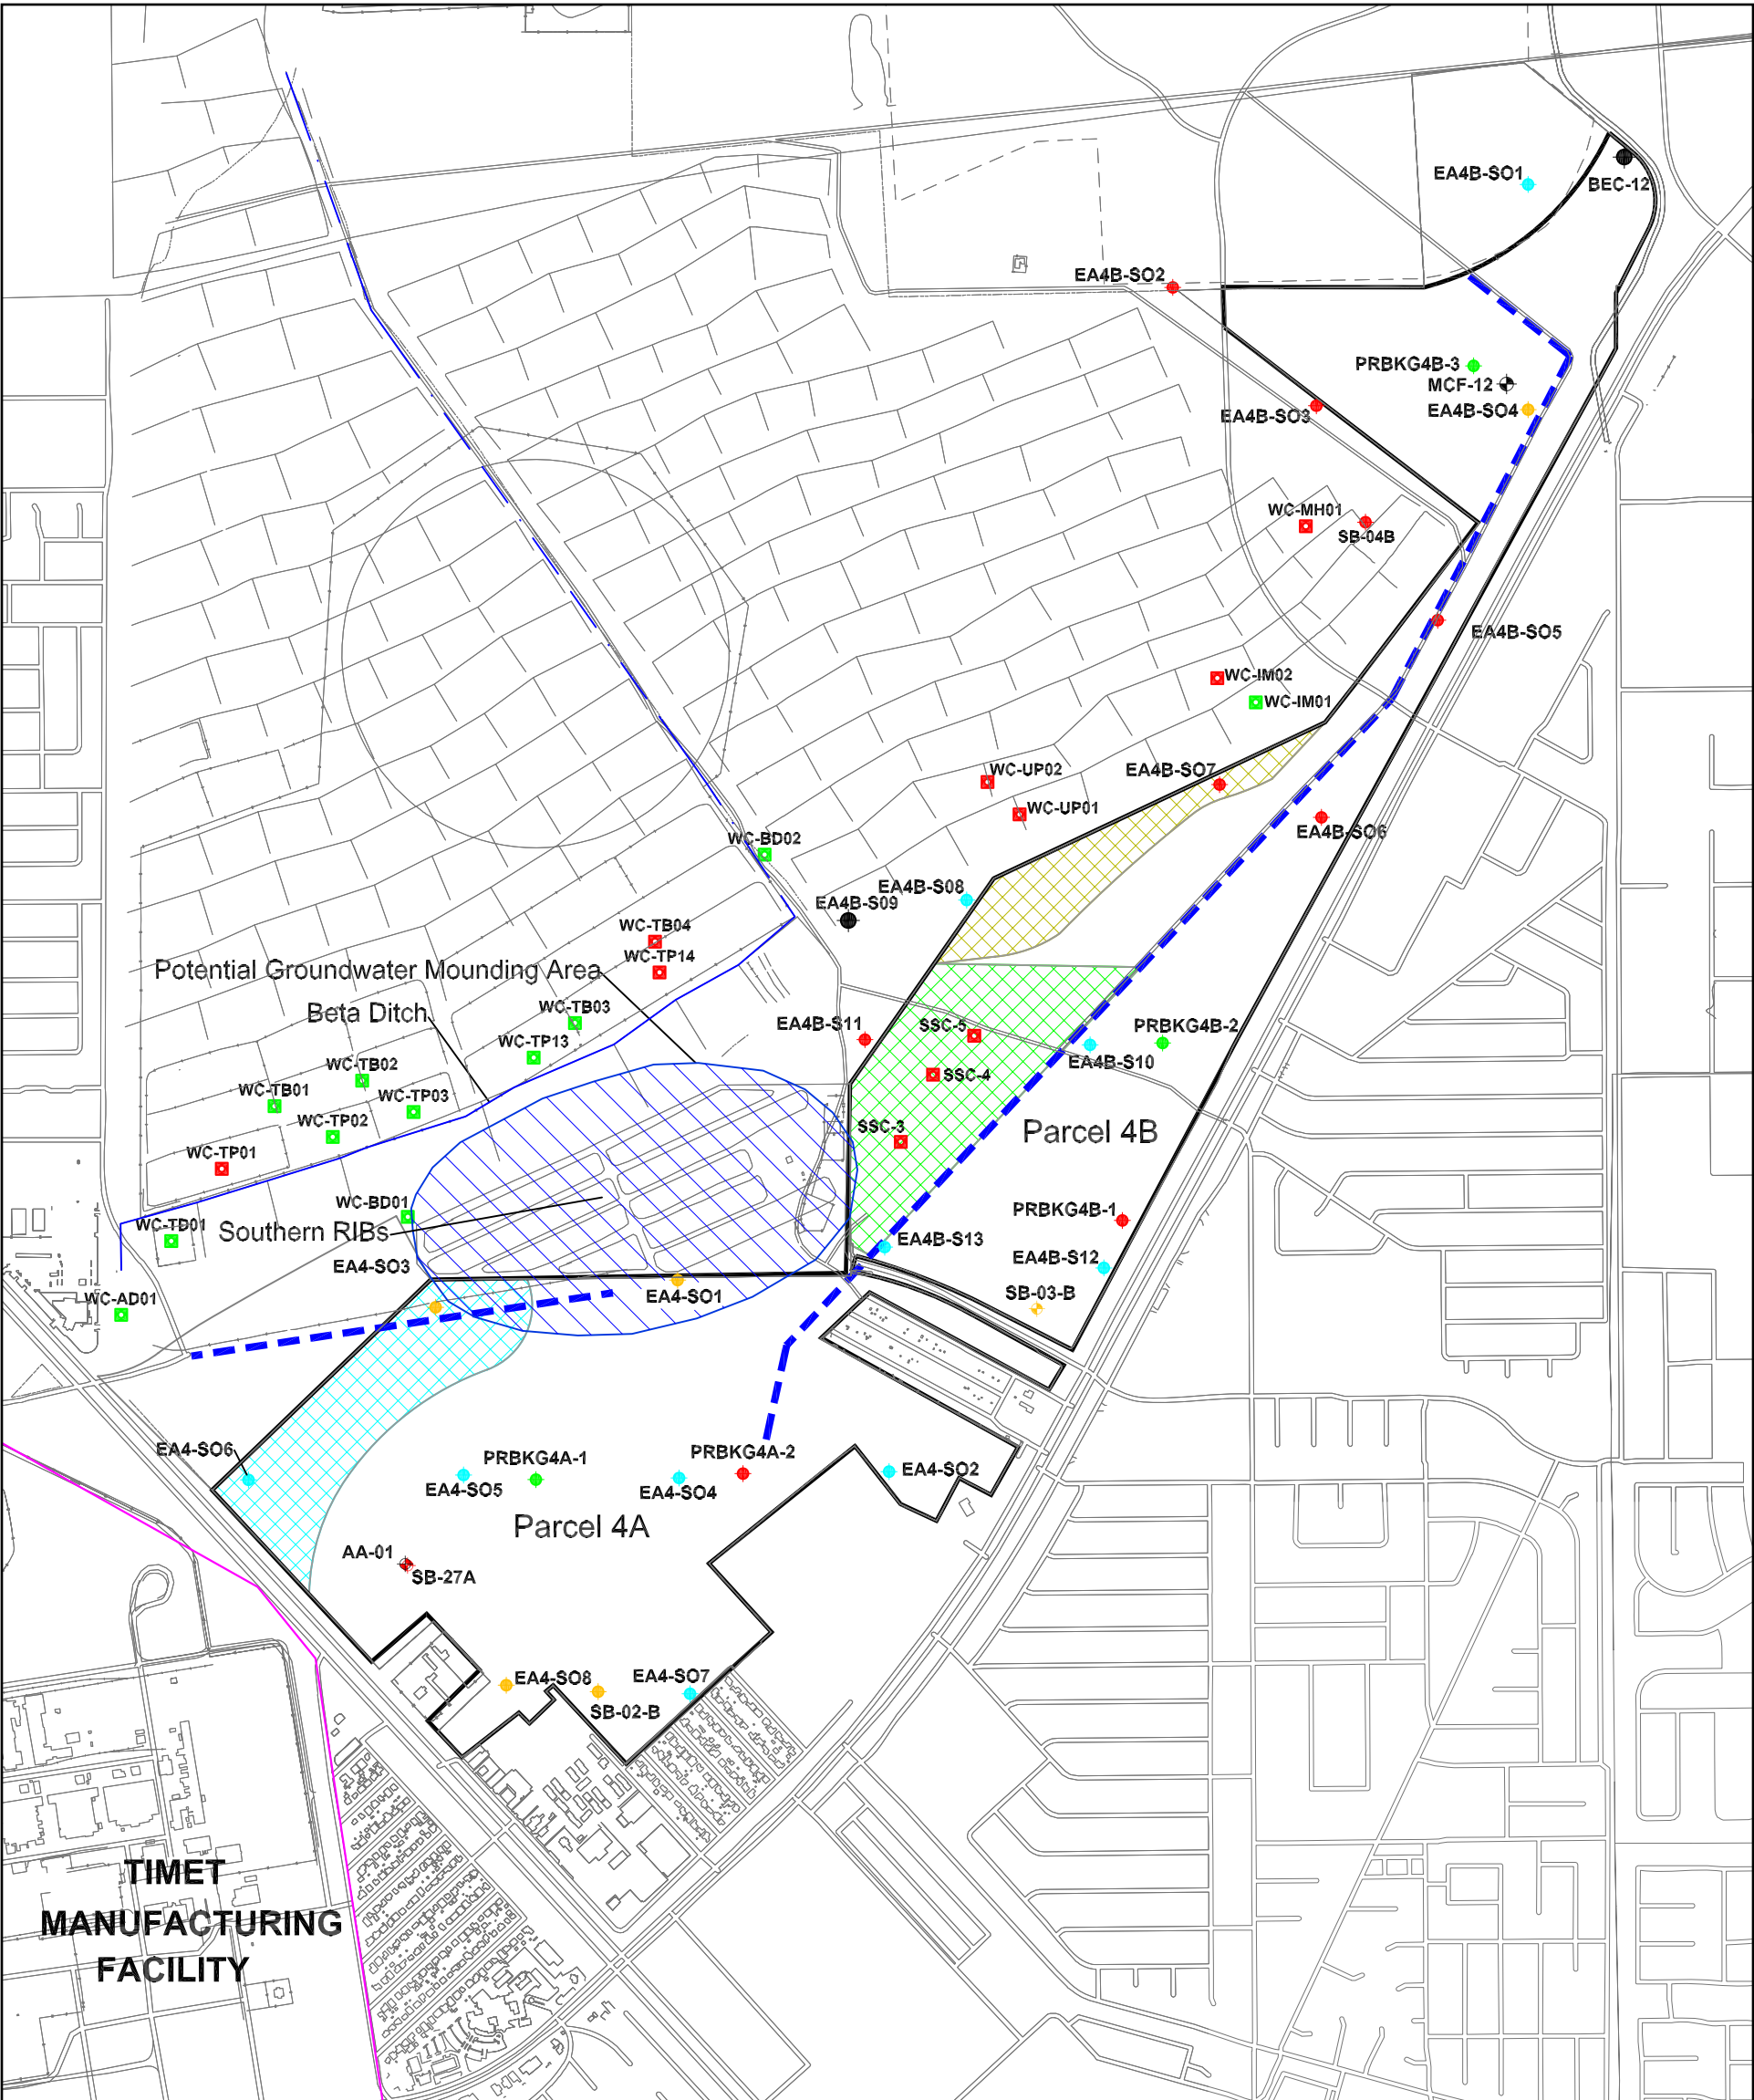 EA4B-SO1
BEC-12
EA4B-SO2
PRBKG4B-3
MCF-12
EA4B-SO3
EA4B-SO4
WC-MH01
SB-04B
EA4B-SO5
WC-IM02
WC-IM01
WC-UP02
EA4B-SO7
WC-UP01
EA4B-SO6
WC-BD02
EA4B-S08
EA4B-S09
WC-TB04
WC-TP14
Potential Groundwater Mounding Area
WC-TB03
Beta Ditch
EA4B-S11
SSC-5
PRBKG4B-2
WC-TP13
EA4B-S10
WC-TB02
SSC-4
WC-TB01
WC-TP03
WC-TP02
SSC-3
Parcel 4B
WC-TP01
WC-BD01
PRBKG4B-1
WC-TD01
Southern RIBs
EA4B-S13
EA4-SO3
EA4B-S12
WC-AD01
EA4-SO1
SB-03-B
EA4-SO6
PRBKG4A-1
PRBKG4A-2
EA4-SO2
EA4-SO5
EA4-SO4
Parcel 4A
AA-01
SB-27A
EA4-SO8
EA4-SO7
SB-02-B
TIMET
MANUFACTURING
FACILITY